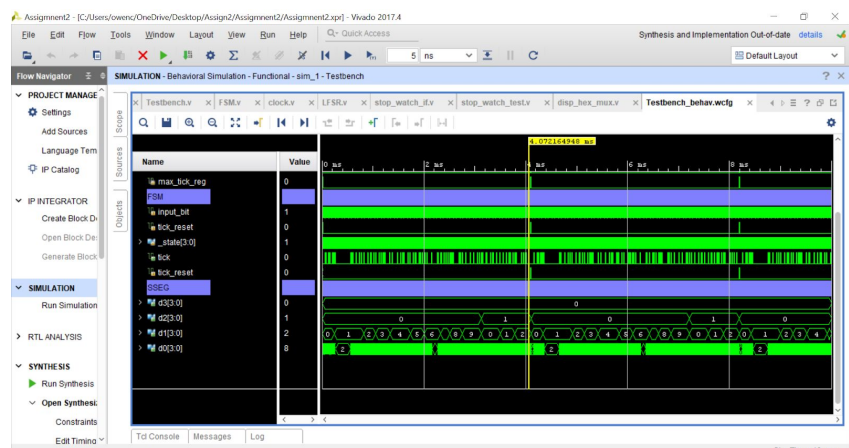 Assigmnent2 - [C:/Users/owenc/OneDrive/Desktop/Assign2/Assigmnent2/Assigmnent2.xpr] - Vivado 2017.4
File Edit Flow Tools Window Layout View Run Help Quick Access Synthesis and Implementation Out-of-date details
5 ns Default Layout
Flow Navigator SIMULATION - Behavioral Simulation - Functional - sim_1 - Testbench
PROJECT MANAGE
Settings
Add Sources
Language Tem
IP Catalog
IP INTEGRATOR
Create Block De
Open Block Des
Generate Block
SIMULATION
Run Simulation
RTL ANALYSIS
SYNTHESIS
Run Synthesis
Open Synthesi
Constraints
Edit Timing
Scope
Sources
Objects
Testbench.v FSM.v clock.v LFSR.v stop_watch_if.v stop_watch_test.v disp_hex_mux.v Testbench_behav.wcfg
4.072164948 ms
Name Value 0 ms 2 ms 4 ms 6 ms 8 ms
max_tick_reg 0
FSM
input_bit 1
tick_reset 0
_state[3:0] 1
tick 0
tick_reset 0
SSEG
d3[3:0] 0 0
d2[3:0] 1 0 1 0 1 0
d1[3:0] 2 0 1 2 3 4 5 6 7 8 9 0 1 2 0 1 2 3 4 5 6 7 8 9 0 1 2 0 1 2 3 4
d0[3:0] 8 2 2 2
Tcl Console Messages Log